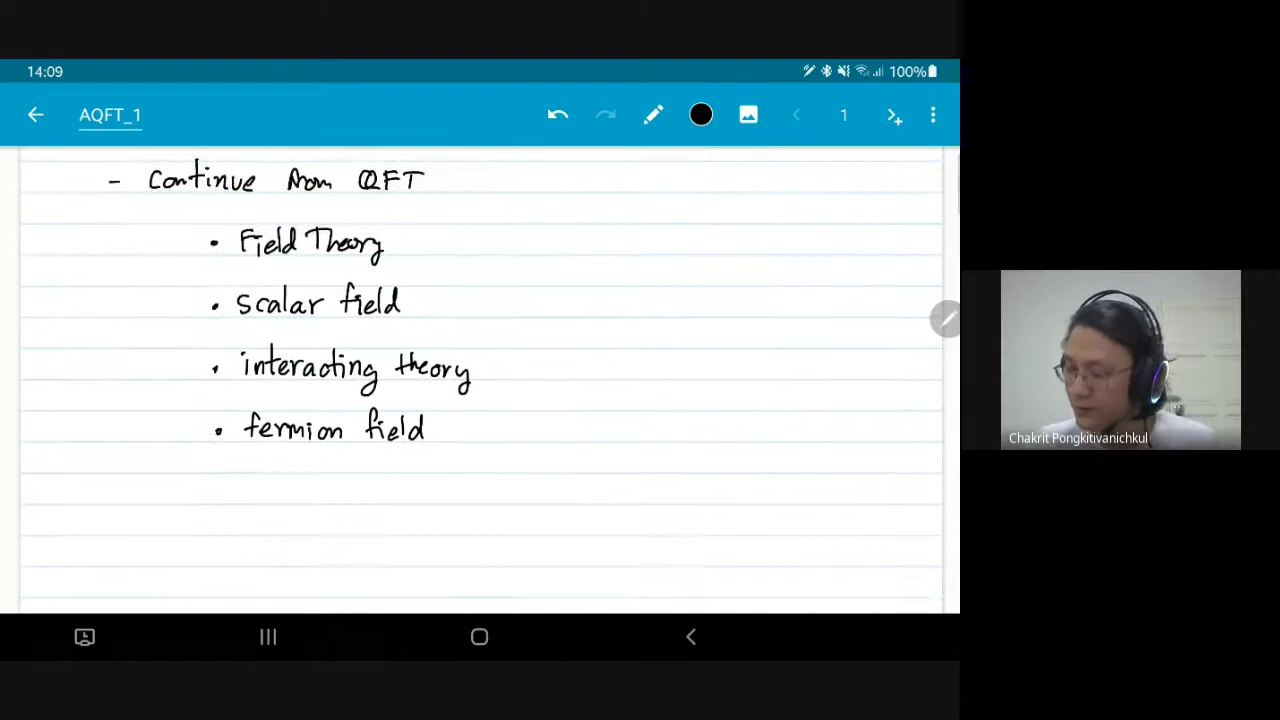 14:09
100%
AQFT_1
1
- Continue from QFT
• Field Theory
• scalar field
• interacting theory
• fermion field
Chakrit Pongkitivanichkul